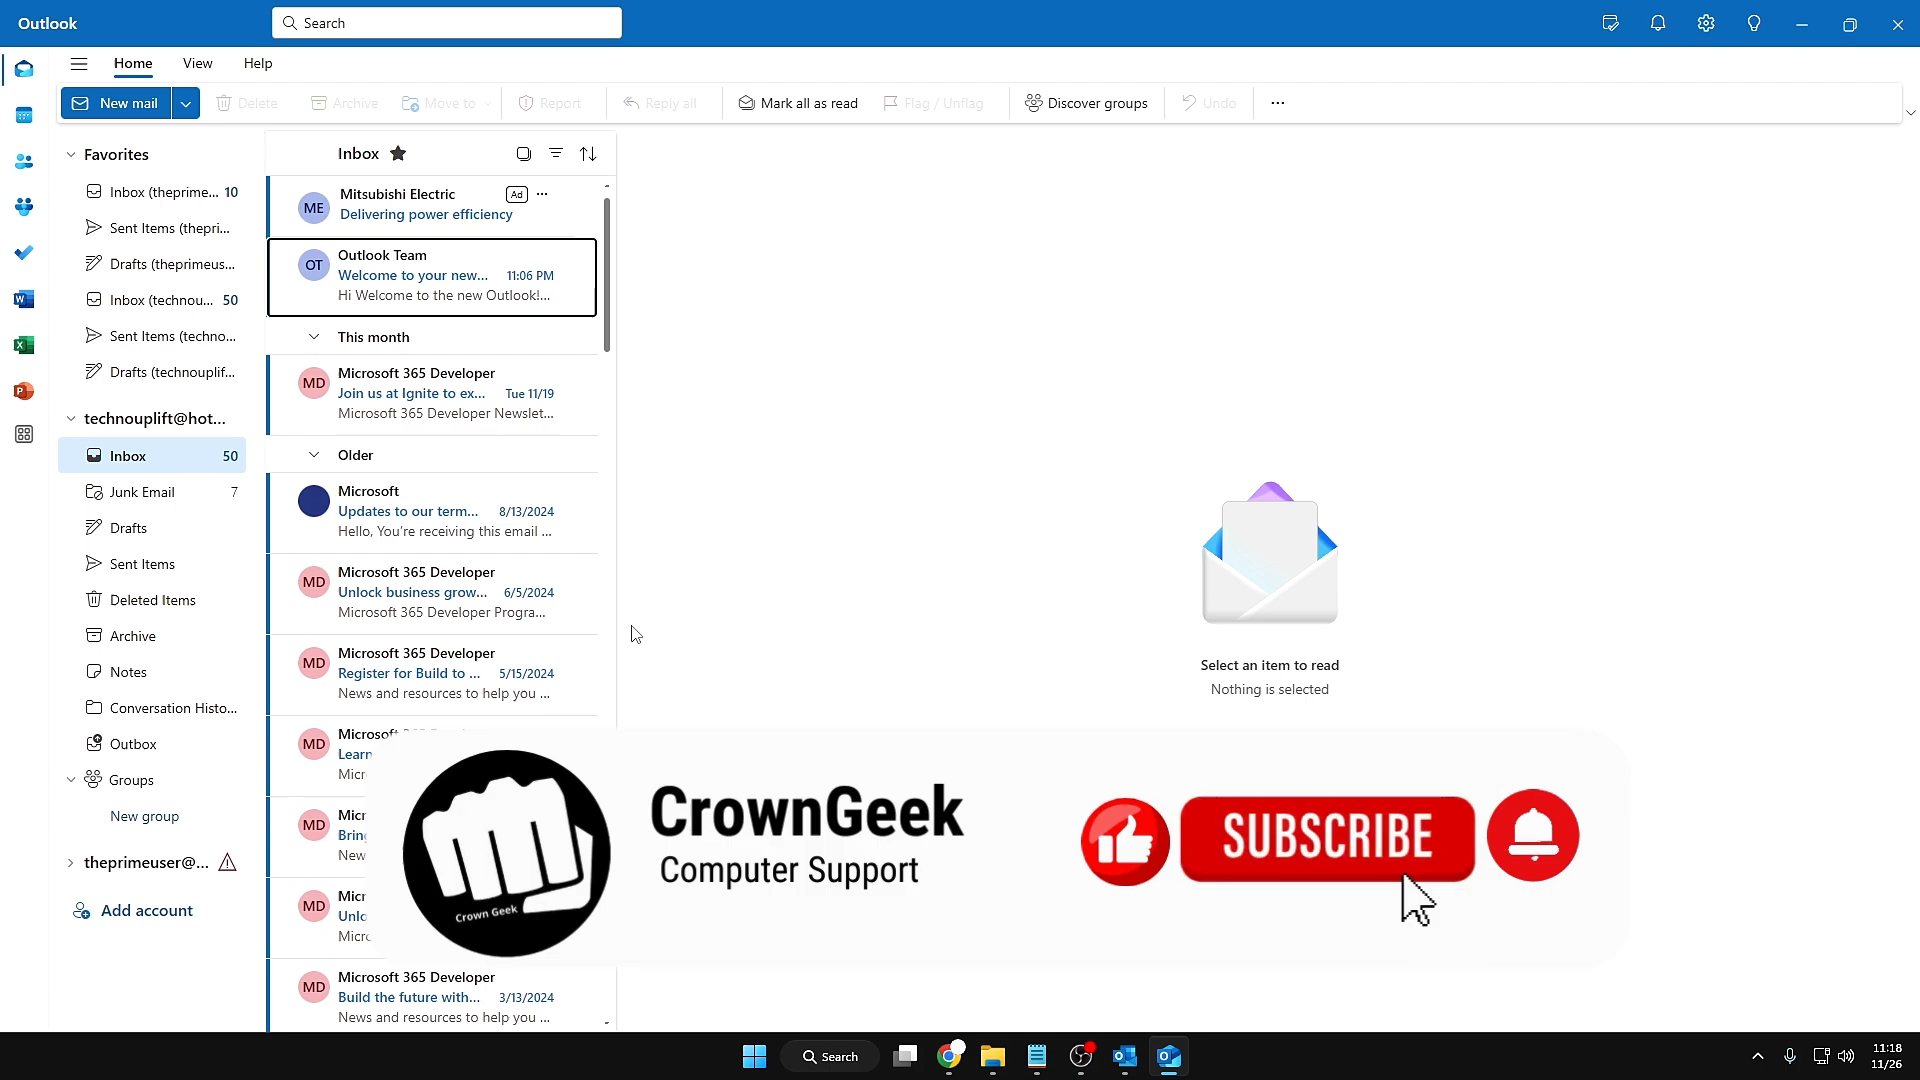 Outlook
Search
Home
View
Help
New mail
Delete
Archive
Move to
Report
Reply all
Mark all as read
Flag / Unflag
Discover groups
Undo
Favorites
Inbox (theprime... 10
Sent Items (thepri...
Drafts (theprimeus...
Inbox (technou... 50
Sent Items (techno...
Drafts (technouplif...
technouplift@hot...
Inbox 50
Junk Email 7
Drafts
Sent Items
Deleted Items
Archive
Notes
Conversation Histo...
Outbox
Groups
New group
theprimeuser@...
Add account
Inbox
ME
Mitsubishi Electric Ad
Delivering power efficiency
OT
Outlook Team
Welcome to your new... 11:06 PM
Hi Welcome to the new Outlook!...
This month
MD
Microsoft 365 Developer
Join us at Ignite to ex... Tue 11/19
Microsoft 365 Developer Newslet...
Older
Microsoft
Updates to our term... 8/13/2024
Hello, You're receiving this email ...
MD
Microsoft 365 Developer
Unlock business grow... 6/5/2024
Microsoft 365 Developer Progra...
MD
Microsoft 365 Developer
Register for Build to ... 5/15/2024
News and resources to help you ...
MD
Learn
MD
MD
MD
Microsoft 365 Developer
Build the future with... 3/13/2024
News and resources to help you ...
Select an item to read
Nothing is selected
Crown Geek
CrownGeek
Computer Support
SUBSCRIBE
Search
11:18
11/26